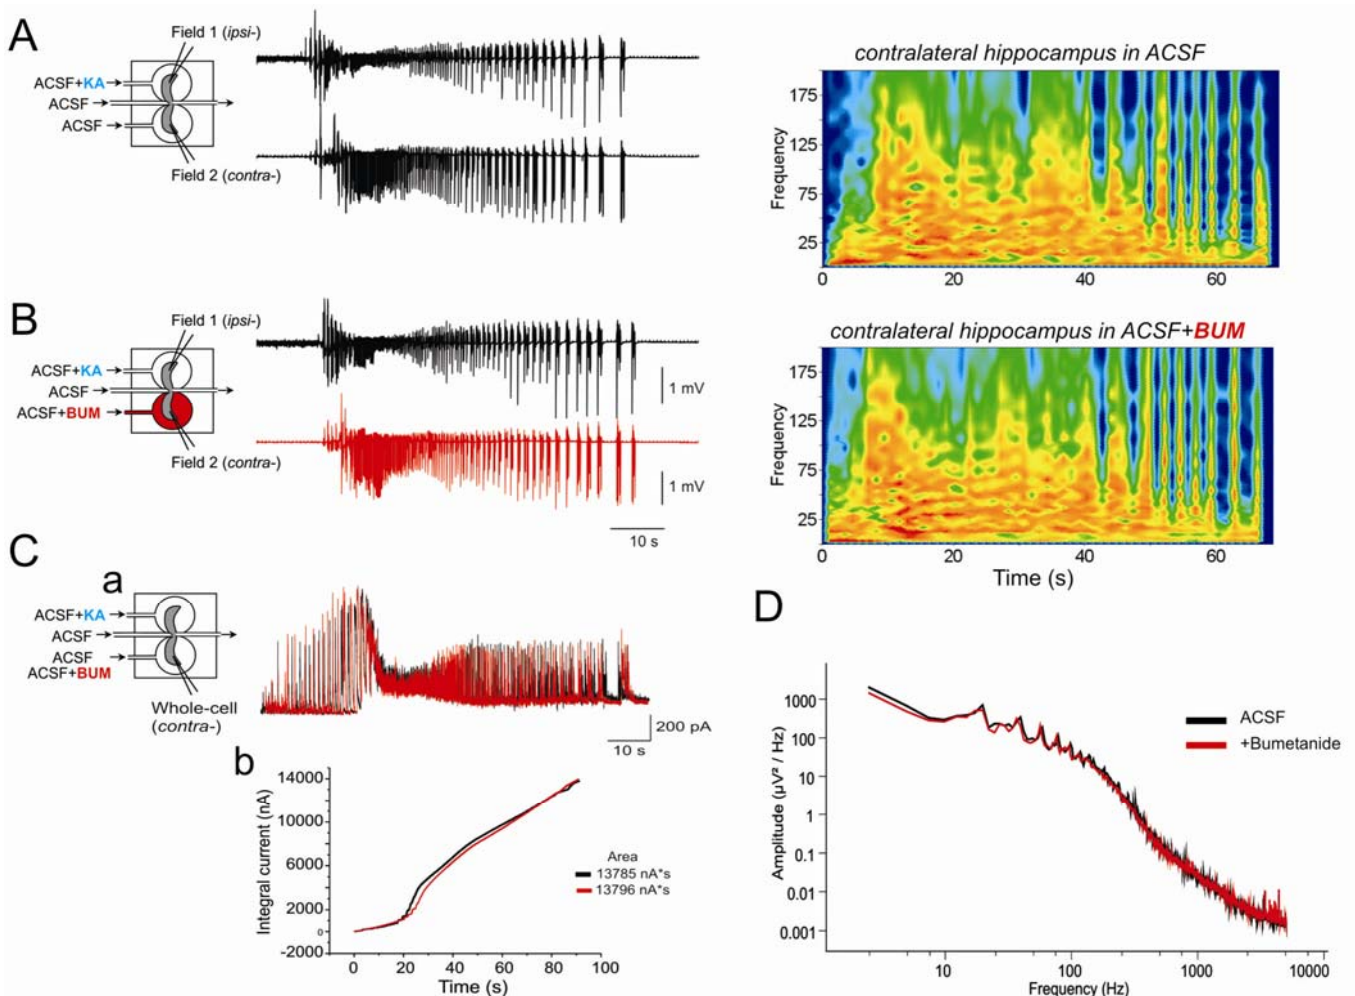 A
Field 1 (ipsi-)
ACSF+KA
ACSF
ACSF
Field 2 (contra-)
contralateral hippocampus in ACSF
Frequency
175
125
75
25
0
20
40
60
B
Field 1 (ipsi-)
ACSF+KA
ACSF
ACSF+BUM
Field 2 (contra-)
1 mV
1 mV
10 s
contralateral hippocampus in ACSF+BUM
Frequency
175
125
75
25
0
20
40
60
Time (s)
C
a
ACSF+KA
ACSF
ACSF
ACSF+BUM
Whole-cell
(contra-)
200 pA
10 s
b
Integral current (nA)
14000
10000
6000
2000
0
-2000
Area
13785 nA*s
13796 nA*s
0
20
40
60
80
100
Time (s)
D
Amplitude (µV² / Hz)
1000
100
10
1
0.1
0.01
0.001
ACSF
+Bumetanide
10
100
1000
10000
Frequency (Hz)